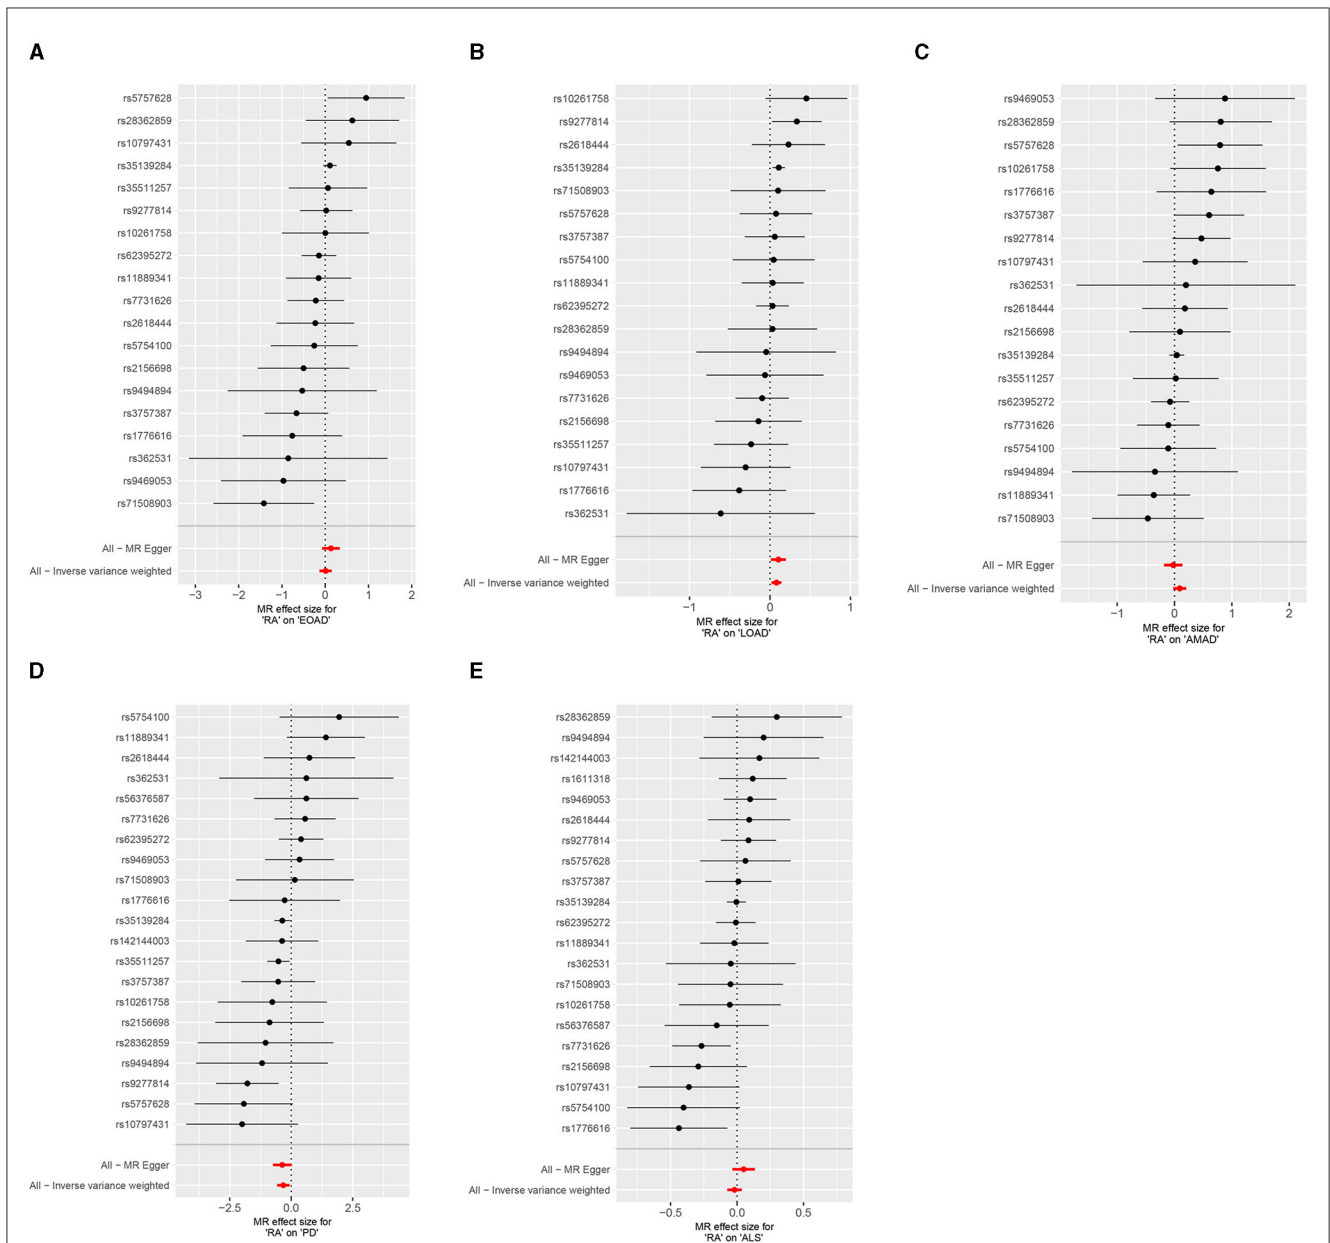 A
rs5757628
rs28362859
rs10797431
rs35139284
rs35511257
rs9277814
rs10261758
rs62395272
rs11889341
rs7731626
rs2618444
rs5754100
rs2156698
rs9494894
rs3757387
rs1776616
rs362531
rs9469053
rs71508903
All − MR Egger
All − Inverse variance weighted
−3 −2 −1 0 1 2
MR effect size for
'RA' on 'EOAD'
B
rs10261758
rs9277814
rs2618444
rs35139284
rs71508903
rs5757628
rs3757387
rs5754100
rs11889341
rs62395272
rs28362859
rs9494894
rs9469053
rs7731626
rs2156698
rs35511257
rs10797431
rs1776616
rs362531
All − MR Egger
All − Inverse variance weighted
−1 0 1
MR effect size for
'RA' on 'LOAD'
C
rs9469053
rs28362859
rs5757628
rs10261758
rs1776616
rs3757387
rs9277814
rs10797431
rs362531
rs2618444
rs2156698
rs35139284
rs35511257
rs62395272
rs7731626
rs5754100
rs9494894
rs11889341
rs71508903
All − MR Egger
All − Inverse variance weighted
−1 0 1 2
MR effect size for
'RA' on 'AMAD'
D
rs5754100
rs11889341
rs2618444
rs362531
rs56376587
rs7731626
rs62395272
rs9469053
rs71508903
rs1776616
rs35139284
rs142144003
rs35511257
rs3757387
rs10261758
rs2156698
rs28362859
rs9494894
rs9277814
rs5757628
rs10797431
All − MR Egger
All − Inverse variance weighted
−2.5 0.0 2.5
MR effect size for
'RA' on 'PD'
E
rs28362859
rs9494894
rs142144003
rs1611318
rs9469053
rs2618444
rs9277814
rs5757628
rs3757387
rs35139284
rs62395272
rs11889341
rs362531
rs71508903
rs10261758
rs56376587
rs7731626
rs2156698
rs10797431
rs5754100
rs1776616
All − MR Egger
All − Inverse variance weighted
−0.5 0.0 0.5
MR effect size for
'RA' on 'ALS'